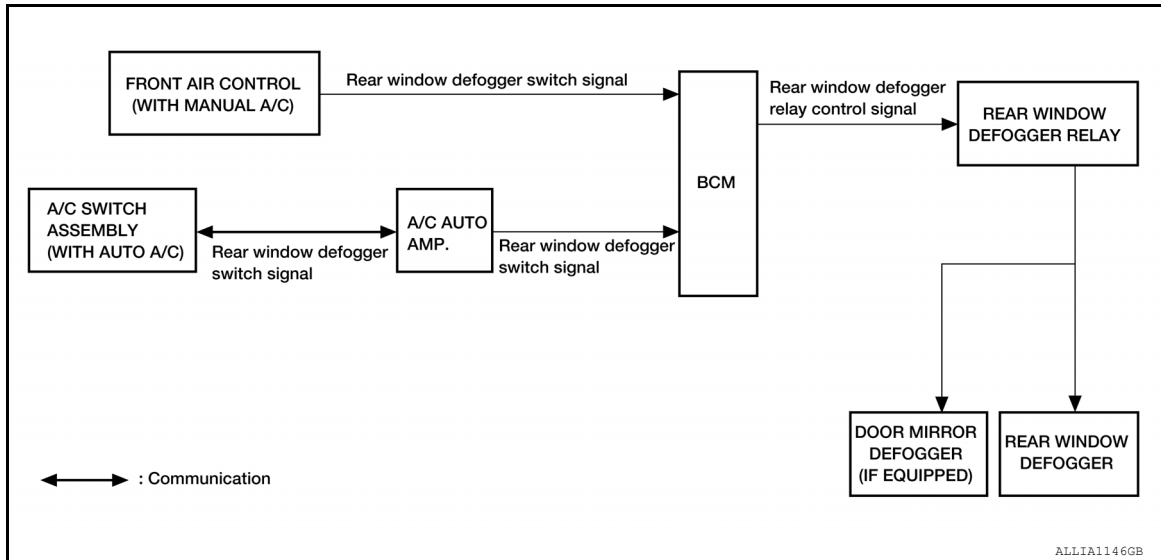 FRONT AIR CONTROL
(WITH MANUAL A/C)
Rear window defogger switch signal
BCM
Rear window defogger
relay control signal
REAR WINDOW
DEFOGGER RELAY
A/C SWITCH
ASSEMBLY
(WITH AUTO A/C)
Rear window defogger
switch signal
A/C AUTO
AMP.
Rear window defogger
switch signal
DOOR MIRROR
DEFOGGER
(IF EQUIPPED)
REAR WINDOW
DEFOGGER
: Communication
ALLIA1146GB